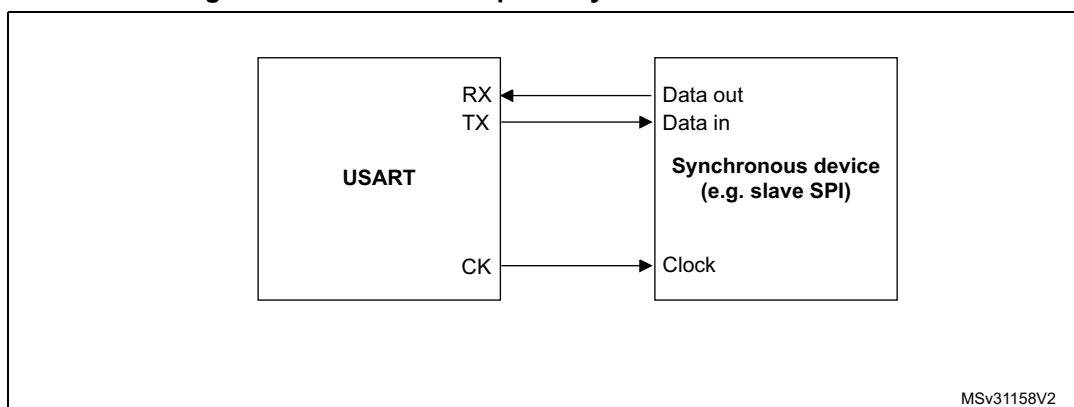 RX
Data out
TX
Data in
USART
Synchronous device
(e.g. slave SPI)
CK
Clock
MSv31158V2